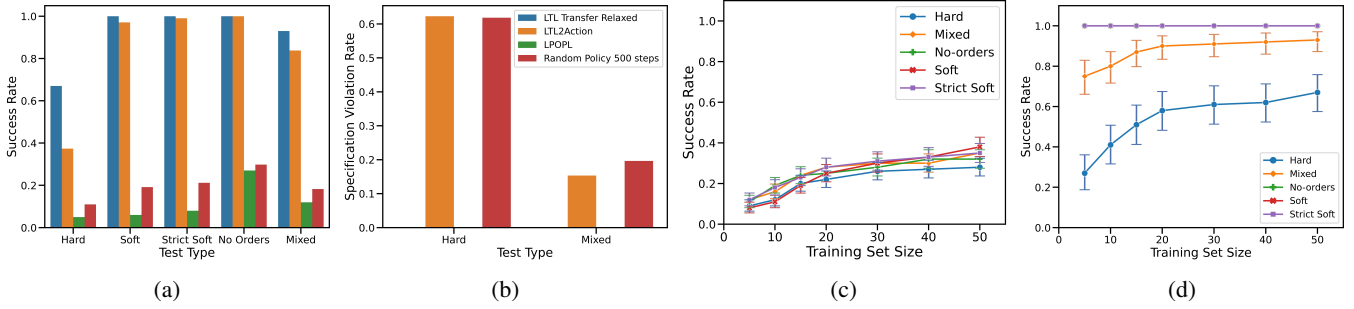 Success Rate
1.0
0.8
0.6
0.4
0.2
0.0
Hard
Soft
Strict Soft
No Orders
Mixed
Test Type
(a)
Specification Violation Rate
0.6
0.5
0.4
0.3
0.2
0.1
0.0
LTL Transfer Relaxed
LTL2Action
LPOPL
Random Policy 500 steps
Hard
Mixed
Test Type
(b)
Success Rate
1.0
0.8
0.6
0.4
0.2
0.0
Hard
Mixed
No-orders
Soft
Strict Soft
0 10 20 30 40 50
Training Set Size
(c)
Success Rate
1.0
0.8
0.6
0.4
0.2
0.0
Hard
Mixed
No-orders
Soft
Strict Soft
0 10 20 30 40 50
Training Set Size
(d)